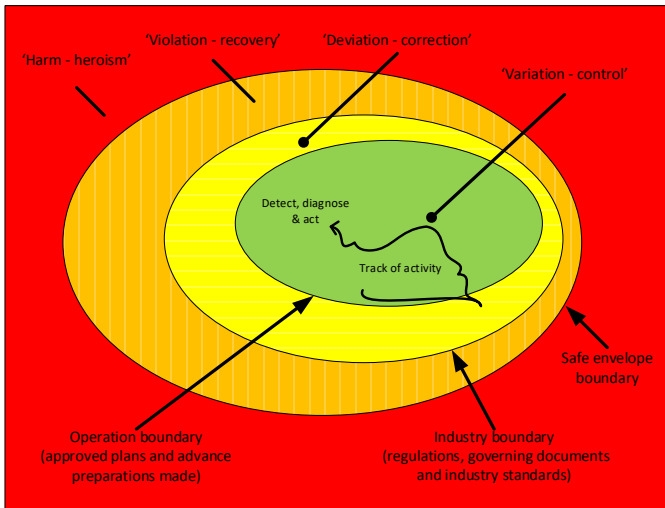 ‘Violation - recovery’
‘Deviation - correction’
‘Harm - heroism’
‘Variation - control’
Detect, diagnose
& act
Track of activity
Safe envelope
boundary
Operation boundary
(approved plans and advance
preparations made)
Industry boundary
(regulations, governing documents
and industry standards)